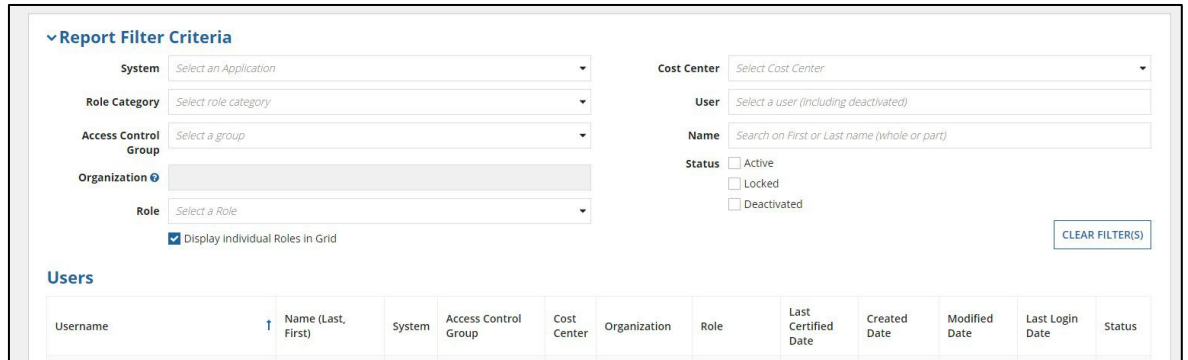 Report Filter Criteria
System Select an Application
Cost Center Select Cost Center
Role Category Select role category
User Select a user (including deactivated)
Access Control
Group
Select a group
Name Search on First or Last name (whole or part)
Organization
Status Active
Locked
Deactivated
Role Select a Role
Display individual Roles in Grid
CLEAR FILTER(S)
Users
Username
Name (Last,
First)
System
Access Control
Group
Cost
Center
Organization
Role
Last
Certified
Date
Created
Date
Modified
Date
Last Login
Date
Status